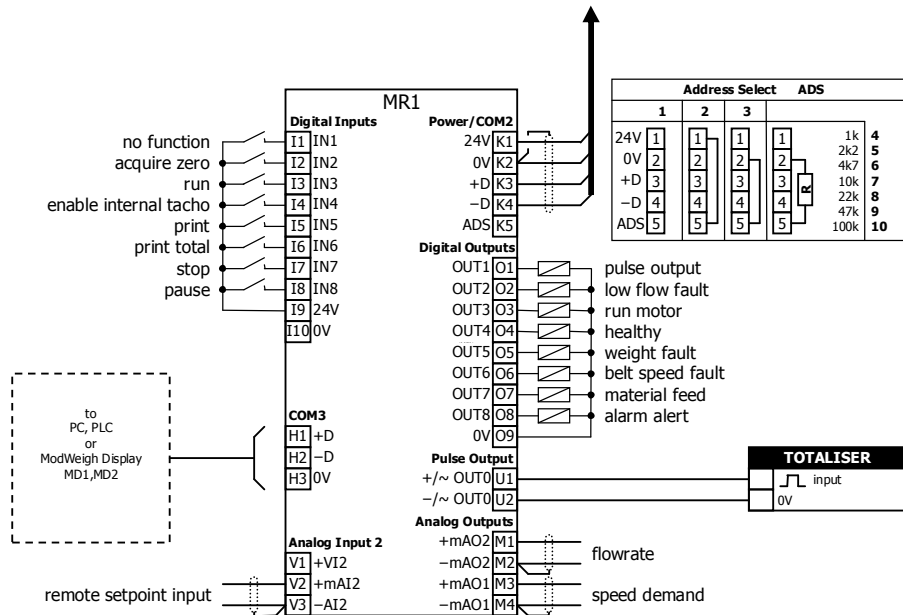 MR1
Digital Inputs
no function I1 IN1
acquire zero I2 IN2
run I3 IN3
enable internal tacho I4 IN4
print I5 IN5
print total I6 IN6
stop I7 IN7
pause I8 IN8
I9 24V
I10 0V
to
PC, PLC
or
ModWeigh Display
MD1,MD2
COM3
H1 +D
H2 −D
H3 0V
Analog Input 2
V1 +VI2
V2 +mAI2
remote setpoint input
V3 −AI2
Power/COM2
24V K1
0V K2
+D K3
−D K4
ADS K5
Digital Outputs
OUT1 O1 pulse output
OUT2 O2 low flow fault
OUT3 O3 run motor
OUT4 O4 healthy
OUT5 O5 weight fault
OUT6 O6 belt speed fault
OUT7 O7 material feed
OUT8 O8 alarm alert
0V O9
Pulse Output
+/~ OUT0 U1
−/~ OUT0 U2
Analog Outputs
+mAO2 M1
flowrate
−mAO2 M2
+mAO1 M3
speed demand
−mAO1 M4
Address Select ADS
1 2 3
24V 1 1 1 1 1k 4
0V 2 2 2 2 2k2 5
+D 3 3 3 3 4k7 6
−D 4 4 4 4 10k 7
ADS 5 5 5 5 22k 8
47k 9
100k 10
R
TOTALISER
input
0V